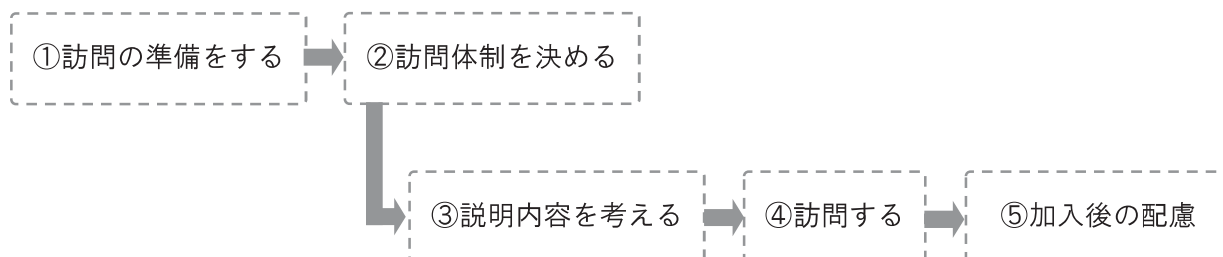 ①訪問の準備をする
②訪問体制を決める
③説明内容を考える
④訪問する
⑤加入後の配慮